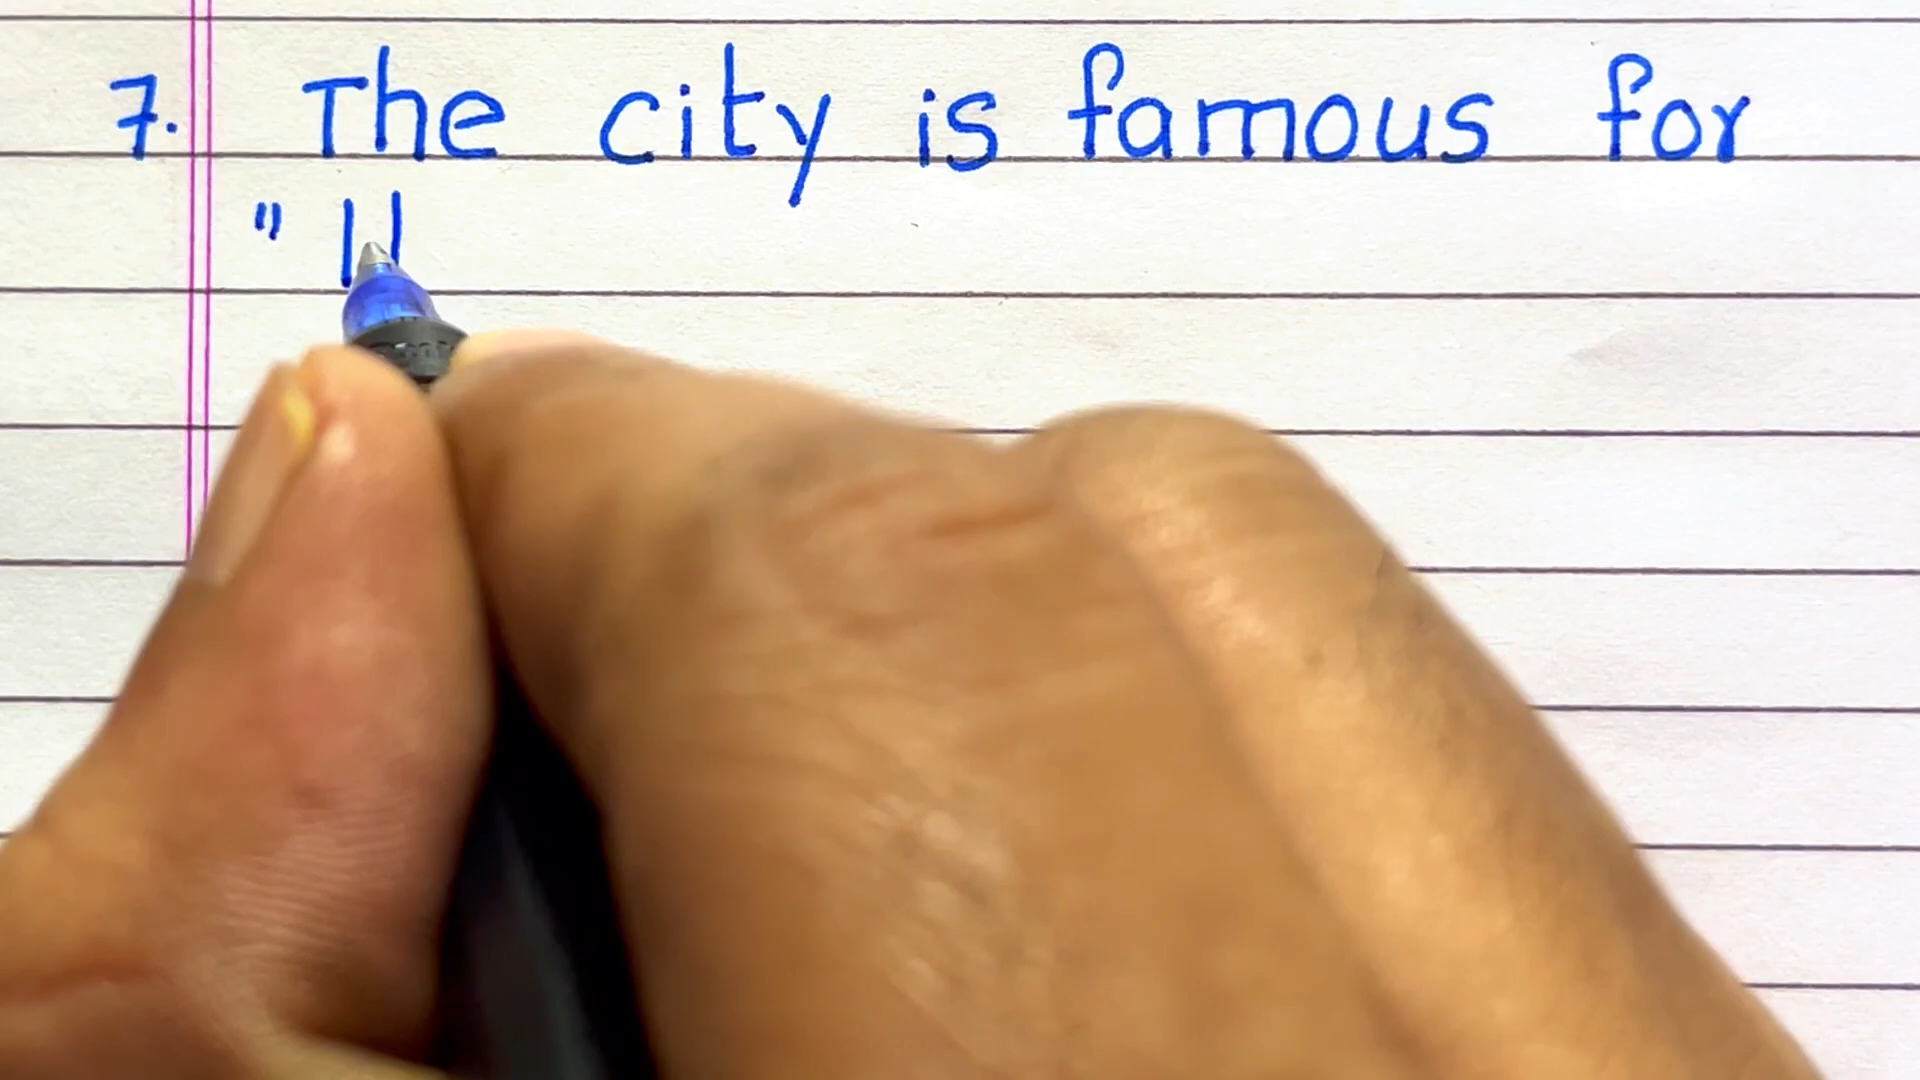 7. The city is famous for
"